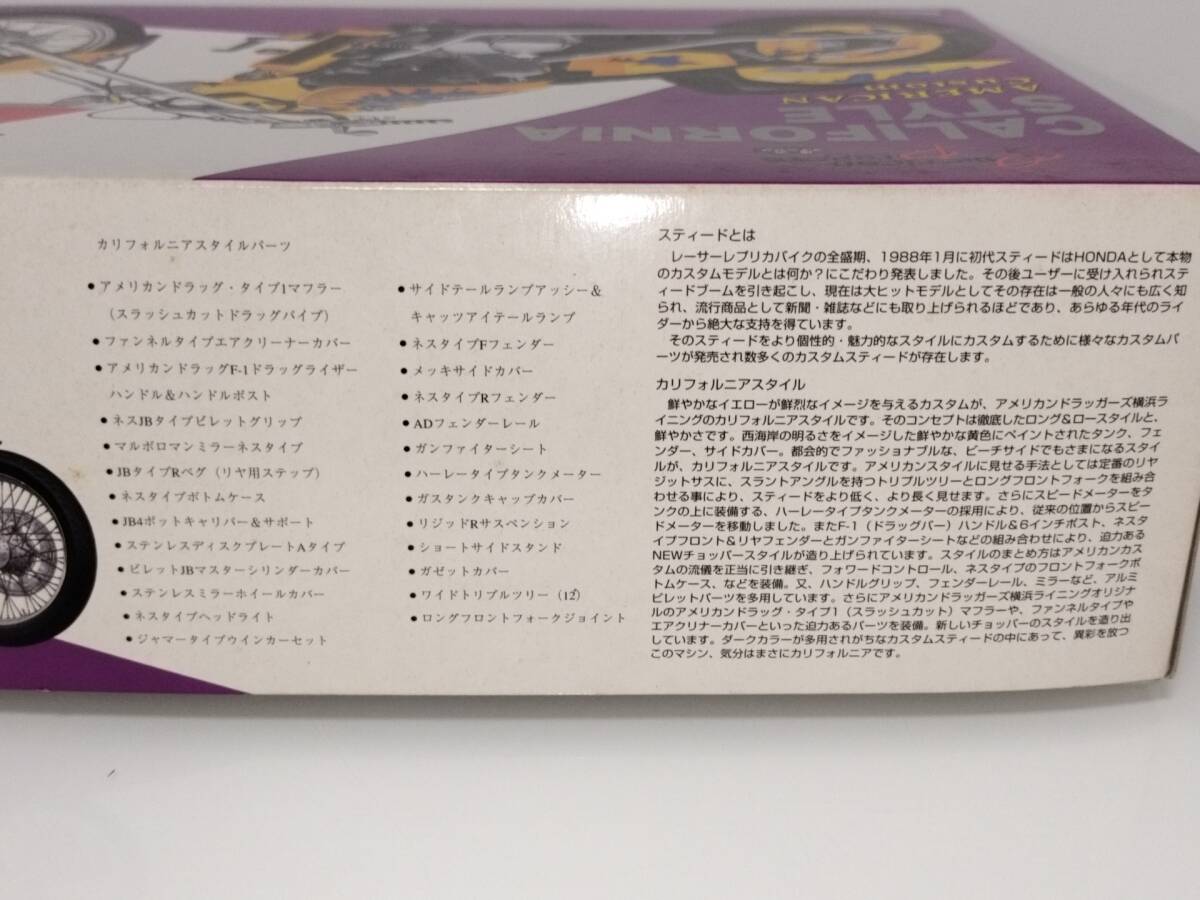 CALIFORNIA
STYLE
AMERICAN
カリフォルニアスタイルパーツ
●アメリカンドラッグ・タイプ1マフラー
（スラッシュカットドラッグパイプ）
●ファンネルタイプエアクリーナーカバー
●アメリカンドラッグF-1ドラッグライザー
ハンドル＆ハンドルポスト
●ネスJBタイプビレットグリップ
●マルボロマンミラーネスタイプ
●JBタイプRペグ（リヤ用ステップ）
●ネスタイプボトムケース
●JB4ポットキャリパー＆サポート
●ステンレスディスクプレートAタイプ
●ビレットJBマスターシリンダーカバー
●ステンレスミラーホイールカバー
●ネスタイプヘッドライト
●ジャマータイプウインカーセット
●サイドテールランプアッシー＆
キャッツアイテールランプ
●ネスタイプFフェンダー
●メッキサイドカバー
●ネスタイプRフェンダー
●ADフェンダーレール
●ガンファイターシート
●ハーレータイプタンクメーター
●ガスタンクキャップカバー
●リジッドRサスペンション
●ショートサイドスタンド
●ガゼットカバー
●ワイドトリプルツリー（12°）
●ロングフロントフォークジョイント
スティードとは
レーサーレプリカバイクの全盛期、1988年1月に初代スティードはHONDAとして本物
のカスタムモデルとは何か？にこだわり発表しました。その後ユーザーに受け入れられスティ
ードブームを引き起こし、現在は大ヒットモデルとしてその存在は一般の人々にも広く知
られ、流行商品として新聞・雑誌などにも取り上げられるほどであり、あらゆる年代のライ
ダーから絶大な支持を得ています。
そのスティードをより個性的・魅力的なスタイルにカスタムするために様々なカスタムパ
ーツが発売され数多くのカスタムスティードが存在します。
カリフォルニアスタイル
鮮やかなイエローが鮮烈なイメージを与えるカスタムが、アメリカンドラッガーズ横浜ラ
イニングのカリフォルニアスタイルです。そのコンセプトは徹底したロング&ロースタイルと、
鮮やかさです。西海岸の明るさをイメージした鮮やかな黄色にペイントされたタンク、フェ
ンダー、サイドカバー。都会的でファッショナブルな、ビーチサイドでもさまになるスタイ
ルが、カリフォルニアスタイルです。アメリカンスタイルに見せる手法としては定番のリヤ
ジットサスに、スラントアングルを持つトリプルツリーとロングフロントフォークを組み合
わせる事により、スティードをより低く、より長く見せます。さらにスピードメーターをタ
ンクの上に装備する、ハーレータイプタンクメーターの採用により、従来の位置からスピー
ドメーターを移動しました。またF-1（ドラッグバー）ハンドル&6インチポスト、ネスタ
イプフロント&リヤフェンダーとガンファイターシートなどの組み合わせにより、迫力ある
NEWチョッパースタイルが造り上げられています。スタイルのまとめ方はアメリカンカス
タムの流儀を正当に引き継ぎ、フォワードコントロール、ネスタイプのフロントフォークボ
トムケース、などを装備。又、ハンドルグリップ、フェンダーレール、ミラーなど、アルミ
ビレットパーツを多用しています。さらにアメリカンドラッガーズ横浜ライニングオリジナ
ルのアメリカンドラッグ・タイプ1（スラッシュカット）マフラーや、ファンネルタイプや
エアクリナーカバーといった迫力あるパーツを装備。新しいチョッパーのスタイルを造り出
しています。ダークカラーが多用されがちなカスタムスティードの中にあって、異彩を放つ
このマシン、気分はまさにカリフォルニアです。